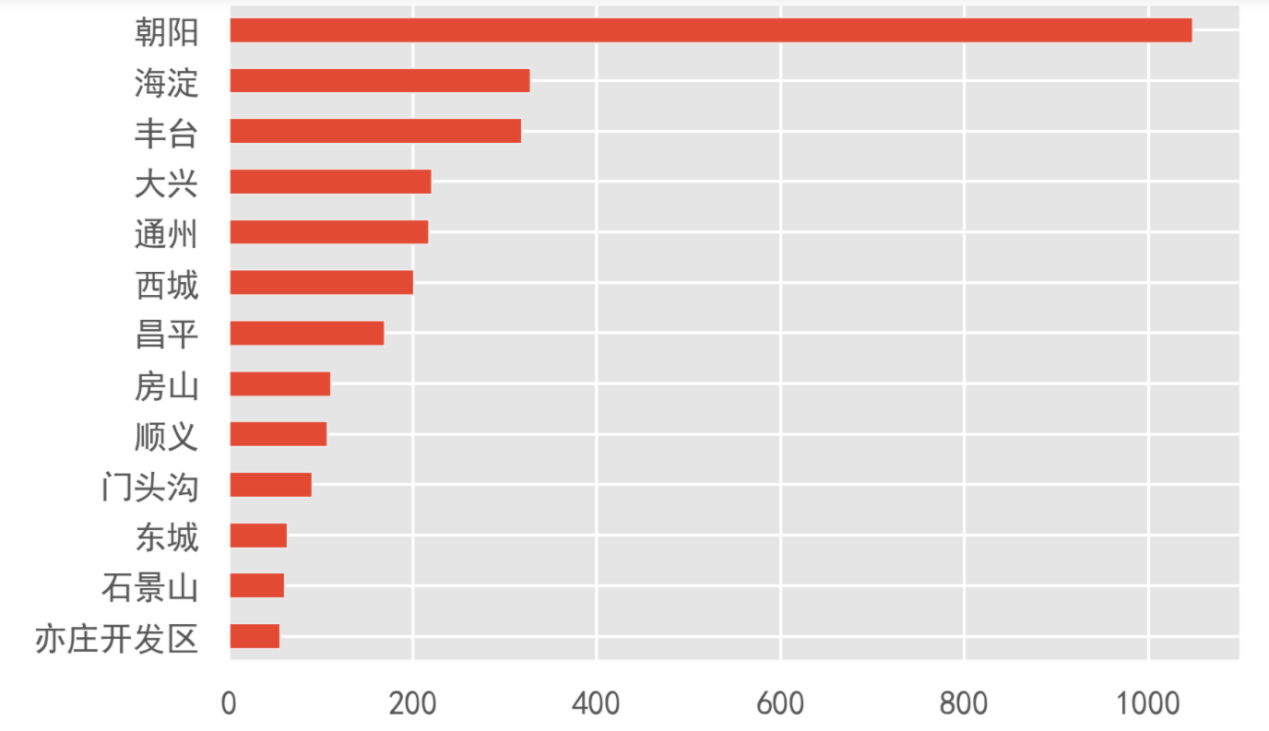 朝阳
海淀
丰台
大兴
通州
西城
昌平
房山
顺义
门头沟
东城
石景山
亦庄开发区
0 200 400 600 800 1000